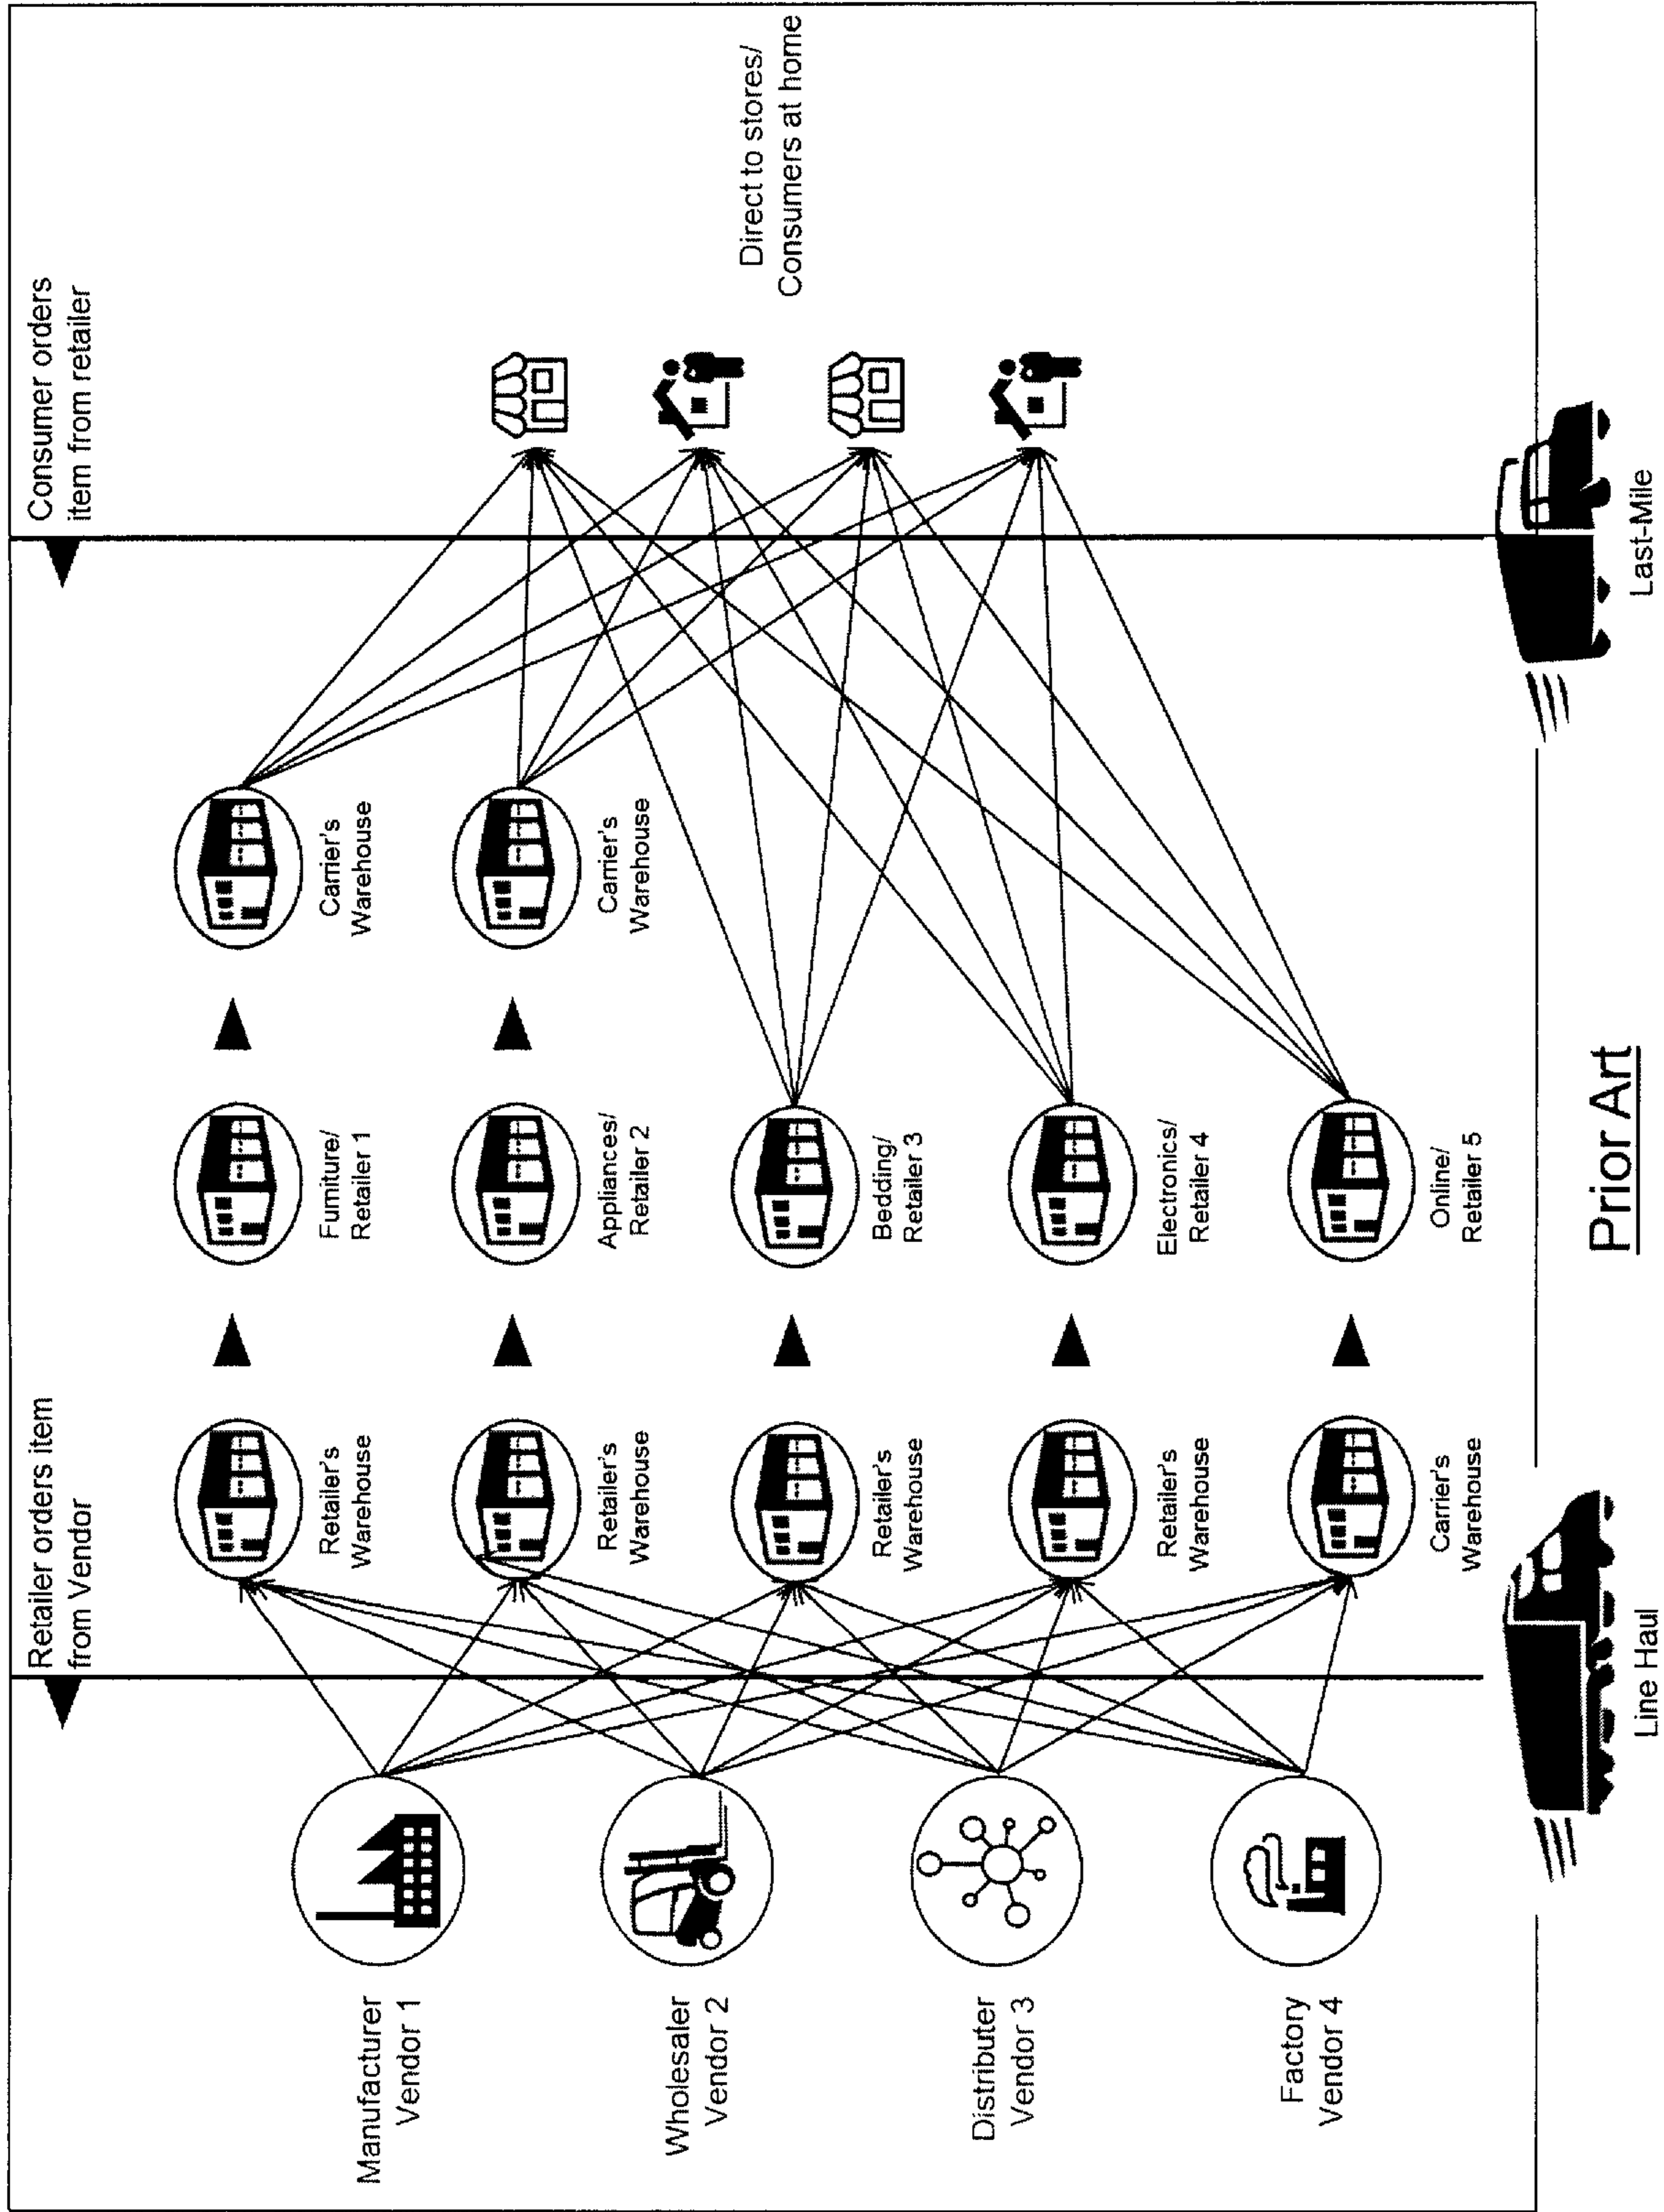 Retailer orders item
from Vendor
Consumer orders
item from retailer
Manufacturer
Vendor 1
Wholesaler
Vendor 2
Distributer
Vendor 3
Factory
Vendor 4
Retailer's
Warehouse
Furniture/
Retailer 1
Carrier's
Warehouse
Retailer's
Warehouse
Appliances/
Retailer 2
Carrier's
Warehouse
Retailer's
Warehouse
Bedding/
Retailer 3
Retailer's
Warehouse
Electronics/
Retailer 4
Carrier's
Warehouse
Online/
Retailer 5
Direct to stores/
Consumers at home
Line Haul
Prior Art
Last-Mile